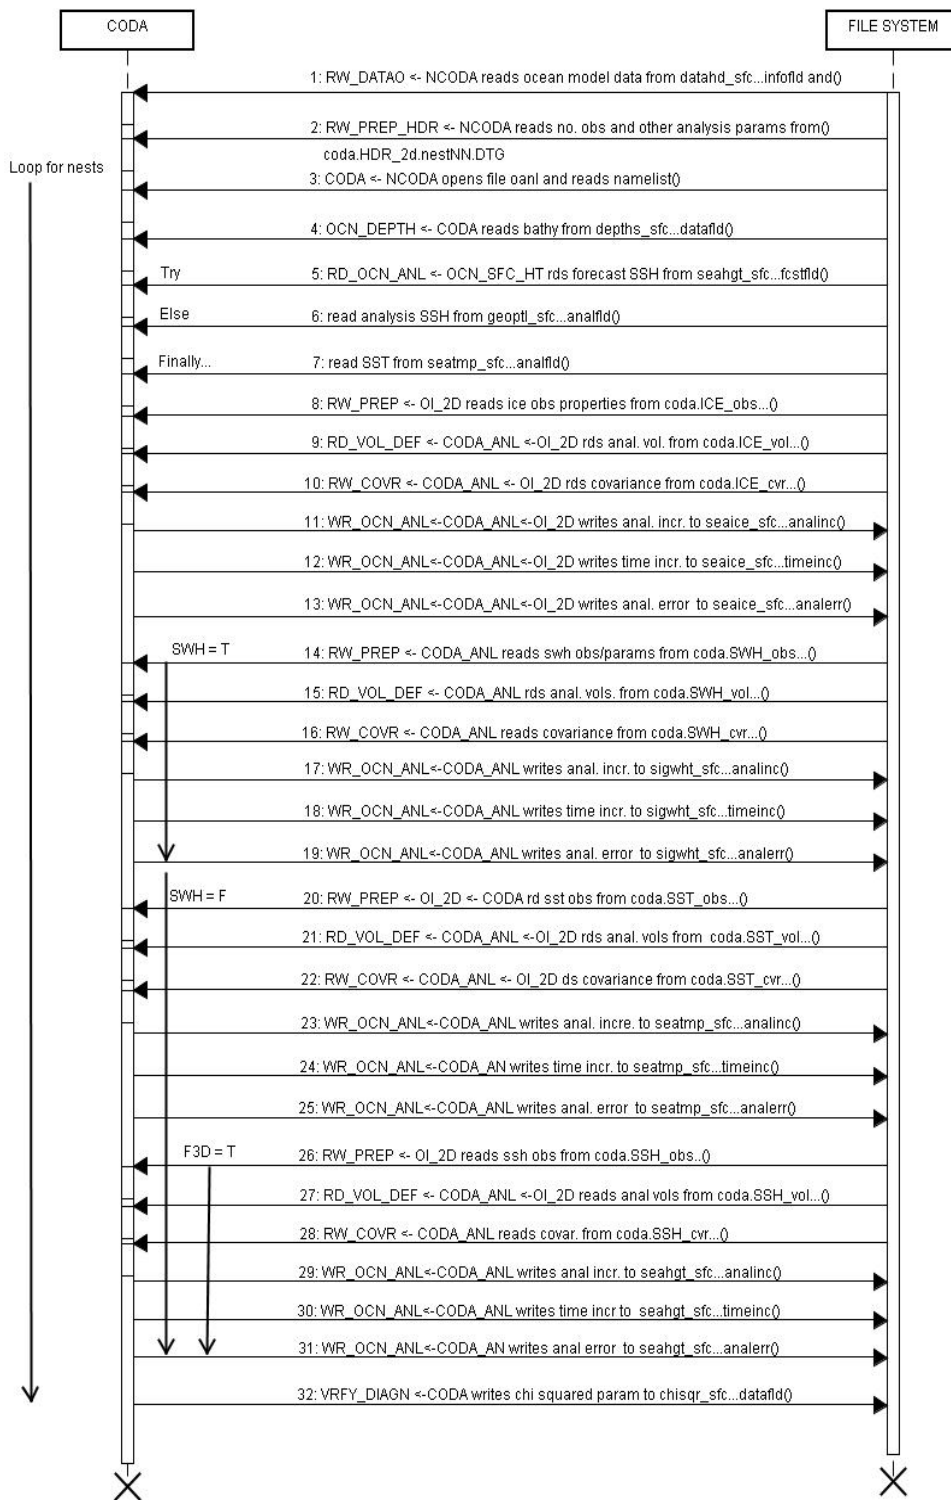 CODA
FILE SYSTEM
1: RW_DATAO <- NCODA reads ocean model data from datahd_sfc...infofld and()
2: RW_PREP_HDR <- NCODA reads no. obs and other analysis params from()
coda.HDR_2d.nestNN.DTG
Loop for nests
3: CODA <- NCODA opens file oanl and reads namelist()
4: OCN_DEPTH <- CODA reads bathy from depths_sfc...datafld()
Try
5: RD_OCN_ANL <- OCN_SFC_HT rds forecast SSH from seahgt_sfc...fcstfld()
Else
6: read analysis SSH from geoptl_sfc...analfld()
Finally...
7: read SST from seatmp_sfc...analfld()
8: RW_PREP <- OI_2D reads ice obs properties from coda.ICE_obs...()
9: RD_VOL_DEF <- CODA_ANL <-OI_2D rds anal. vol. from coda.ICE_vol...()
10: RW_COVR <- CODA_ANL <- OI_2D rds covariance from coda.ICE_cvr...()
11: WR_OCN_ANL<-CODA_ANL<-OI_2D writes anal. incr. to seaice_sfc...analinc()
12: WR_OCN_ANL<-CODA_ANL<-OI_2D writes time incr. to seaice_sfc...timeinc()
13: WR_OCN_ANL<-CODA_ANL<-OI_2D writes anal. error to seaice_sfc...analerr()
SWH = T
14: RW_PREP <- CODA_ANL reads swh obs/params from coda.SWH_obs...()
15: RD_VOL_DEF <- CODA_ANL rds anal. vols. from coda.SWH_vol...()
16: RW_COVR <- CODA_ANL reads covariance from coda.SWH_cvr...()
17: WR_OCN_ANL<-CODA_ANL writes anal. incr. to sigwht_sfc...analinc()
18: WR_OCN_ANL<-CODA_ANL writes time incr. to sigwht_sfc...timeinc()
19: WR_OCN_ANL<-CODA_ANL writes anal. error to sigwht_sfc...analerr()
SWH = F
20: RW_PREP <- OI_2D <- CODA rd sst obs from coda.SST_obs...()
21: RD_VOL_DEF <- CODA_ANL <-OI_2D rds anal. vols from coda.SST_vol...()
22: RW_COVR <- CODA_ANL <- OI_2D ds covariance from coda.SST_cvr...()
23: WR_OCN_ANL<-CODA_ANL writes anal. incre. to seatmp_sfc...analinc()
24: WR_OCN_ANL<-CODA_AN writes time incr. to seatmp_sfc...timeinc()
25: WR_OCN_ANL<-CODA_ANL writes anal. error to seatmp_sfc...analerr()
F3D = T
26: RW_PREP <- OI_2D reads ssh obs from coda.SSH_obs..()
27: RD_VOL_DEF <- CODA_ANL <-OI_2D reads anal vols from coda.SSH_vol...()
28: RW_COVR <- CODA_ANL reads covar. from coda.SSH_cvr...()
29: WR_OCN_ANL<-CODA_ANL writes anal incr. to seahgt_sfc...analinc()
30: WR_OCN_ANL<-CODA_ANL writes time incr to seahgt_sfc...timeinc()
31: WR_OCN_ANL<-CODA_AN writes anal error to seahgt_sfc...analerr()
32: VRFY_DIAGN <-CODA writes chi squared param to chisqr_sfc...datafld()